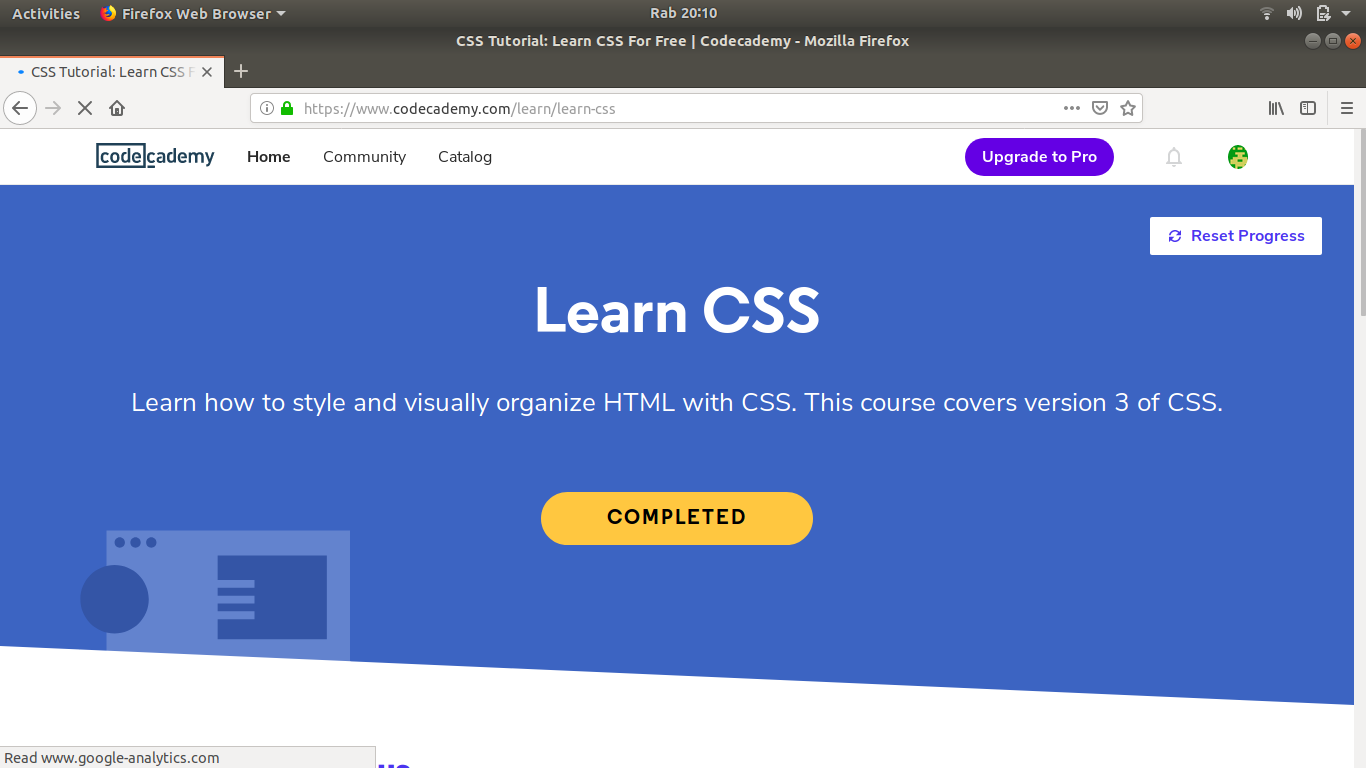 Activities Firefox Web Browser Rab 20:10
CSS Tutorial: Learn CSS For Free | Codecademy - Mozilla Firefox
CSS Tutorial: Learn CSS F
https://www.codecademy.com/learn/learn-css
codecademy Home Community Catalog Upgrade to Pro
Reset Progress
Learn CSS
Learn how to style and visually organize HTML with CSS. This course covers version 3 of CSS.
COMPLETED
Read www.google-analytics.com